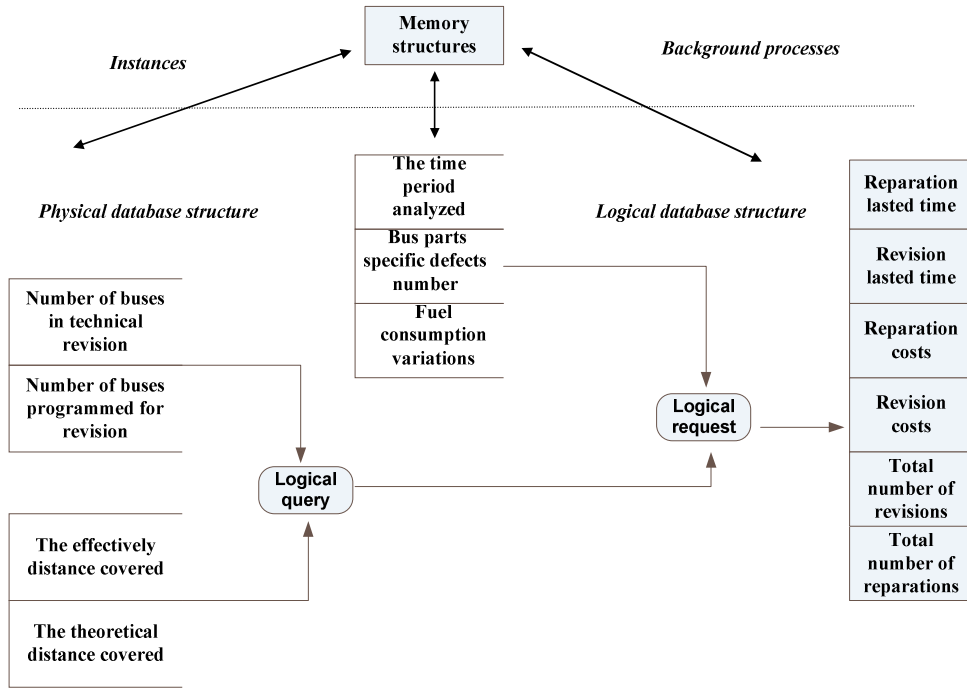 Memory
structures
Instances
Background processes
Physical database structure
The time
period
analyzed
Bus parts
specific defects
number
Fuel
consumption
variations
Logical database structure
Reparation
lasted time
Revision
lasted time
Reparation
costs
Revision
costs
Total
number of
revisions
Total
number of
reparations
Number of buses
in technical
revision
Number of buses
programmed for
revision
Logical
query
Logical
request
The effectively
distance covered
The theoretical
distance covered